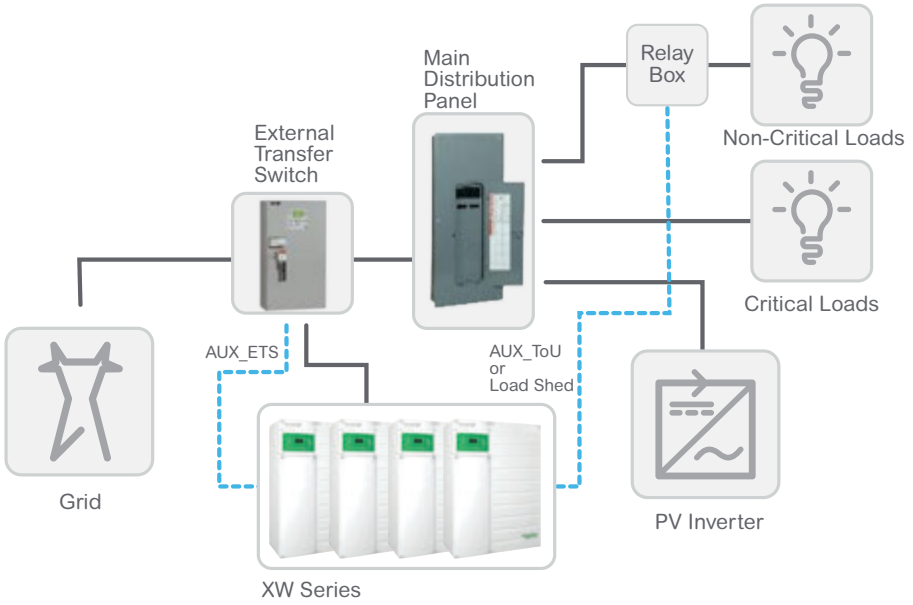 Relay
Box
Non-Critical Loads
Main
Distribution
Panel
External
Transfer
Switch
Critical Loads
AUX_ETS
AUX_ToU
or
Load Shed
Grid
PV Inverter
XW Series